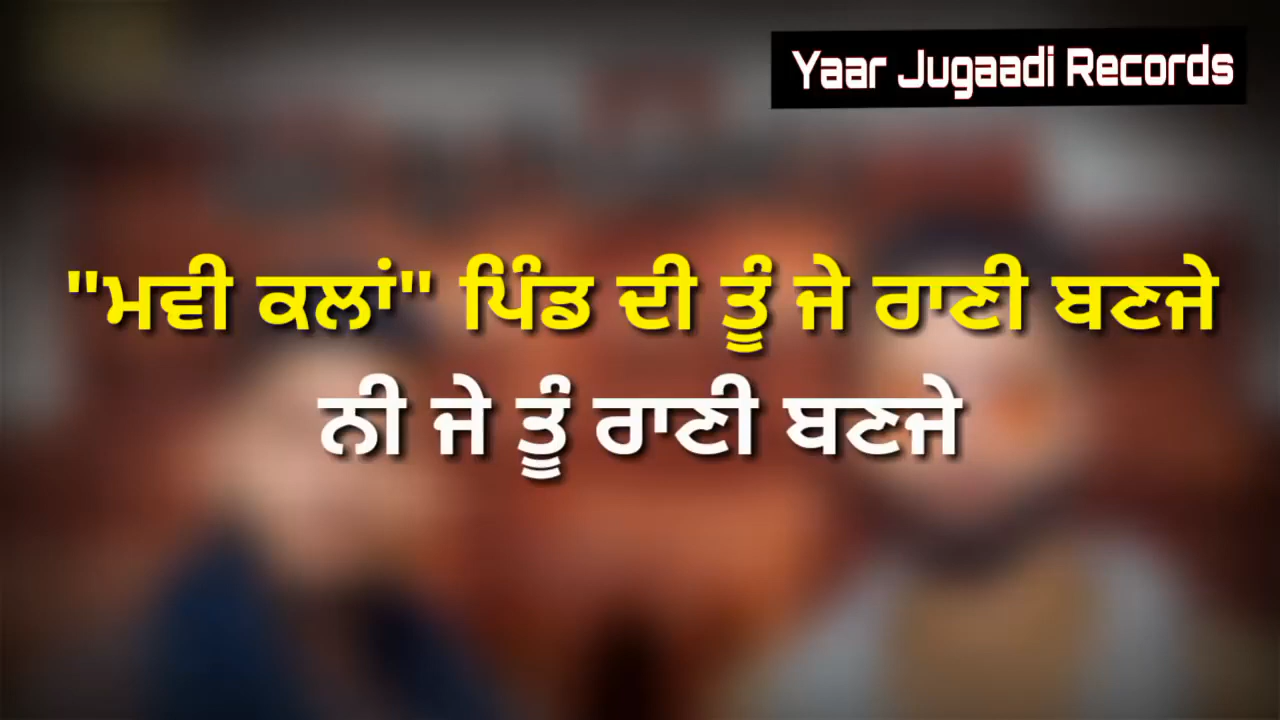 Yaar Jugaadi Records
"ਮਵੀ ਕਲਾਂ" ਪਿੰਡ ਦੀ ਤੂੰ ਜੇ ਰਾਣੀ ਬਣਜੇ
ਨੀ ਜੇ ਤੂੰ ਰਾਣੀ ਬਣਜੇ